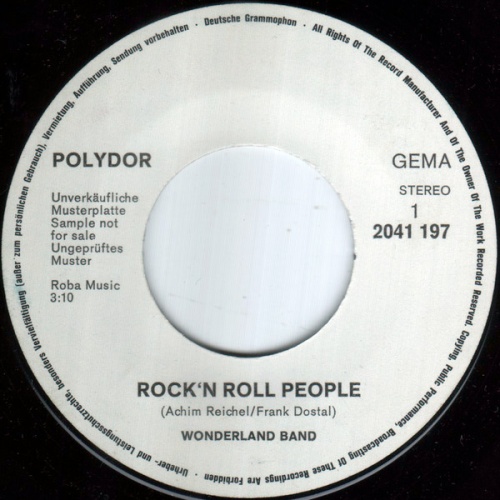 Deutsche Grammophon · All Rights Of The Record Manufacturer And Of The Owner Of The Work Recorded Reserved. Copying, Public Performance, Broadcasting Of These Recordings Are Forbidden · Urheber- und Leistungsschutzrechte, besonders Vervielfältigung (außer zum persönlichen Gebrauch), Vermietung, Aufführung, Sendung vorbehalten ·
POLYDOR
GEMA
Unverkäufliche
Musterplatte
Sample not
for sale
Ungeprüftes
Muster
STEREO
1
2041 197
Roba Music
3:10
ROCK‘N ROLL PEOPLE
(Achim Reichel/Frank Dostal)
WONDERLAND BAND